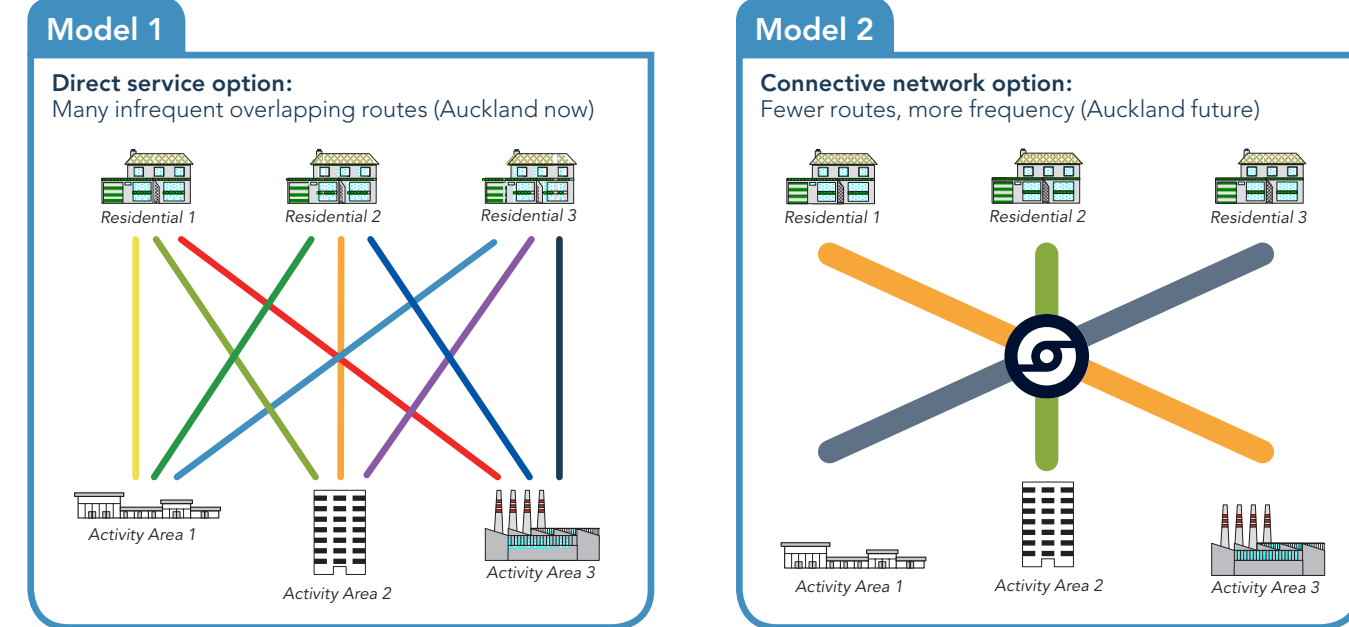 Model 1
Direct service option:
Many infrequent overlapping routes (Auckland now)
Residential 1
Residential 2
Residential 3
Activity Area 1
Activity Area 2
Activity Area 3
Model 2
Connective network option:
Fewer routes, more frequency (Auckland future)
Residential 1
Residential 2
Residential 3
Activity Area 1
Activity Area 2
Activity Area 3